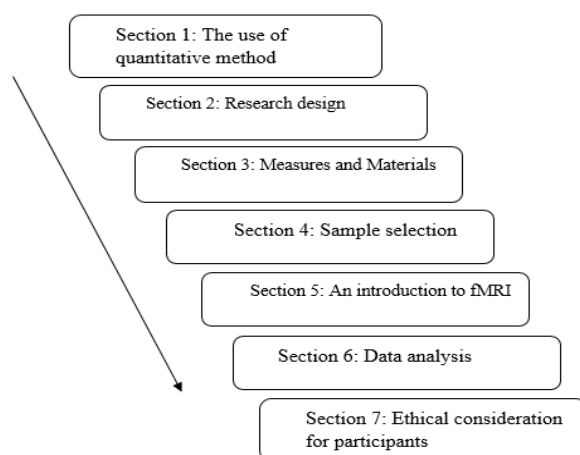 Section 1: The use of
quantitative method
Section 2: Research design
Section 3: Measures and Materials
Section 4: Sample selection
Section 5: An introduction to fMRI
Section 6: Data analysis
Section 7: Ethical consideration
for participants